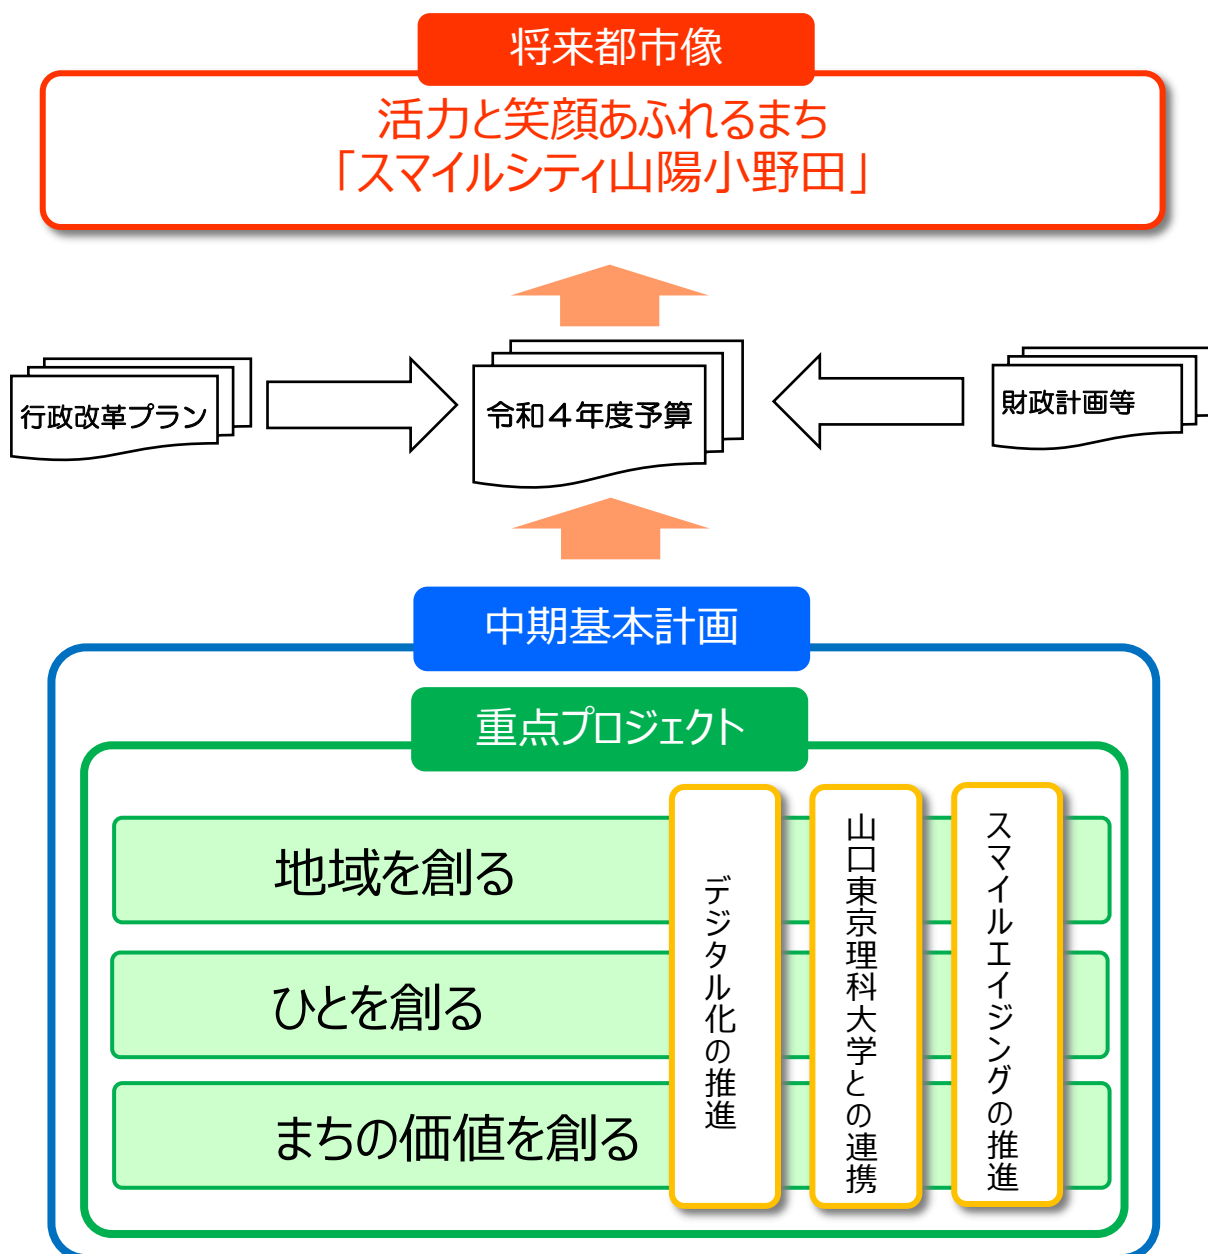 将来都市像
活力と笑顔あふれるまち
「スマイルシティ山陽小野田」
行政改革プラン
令和４年度予算
財政計画等
中期基本計画
重点プロジェクト
地域を創る
ひとを創る
まちの価値を創る
デジタル化の推進
山口東京理科大学との連携
スマイルエイジングの推進